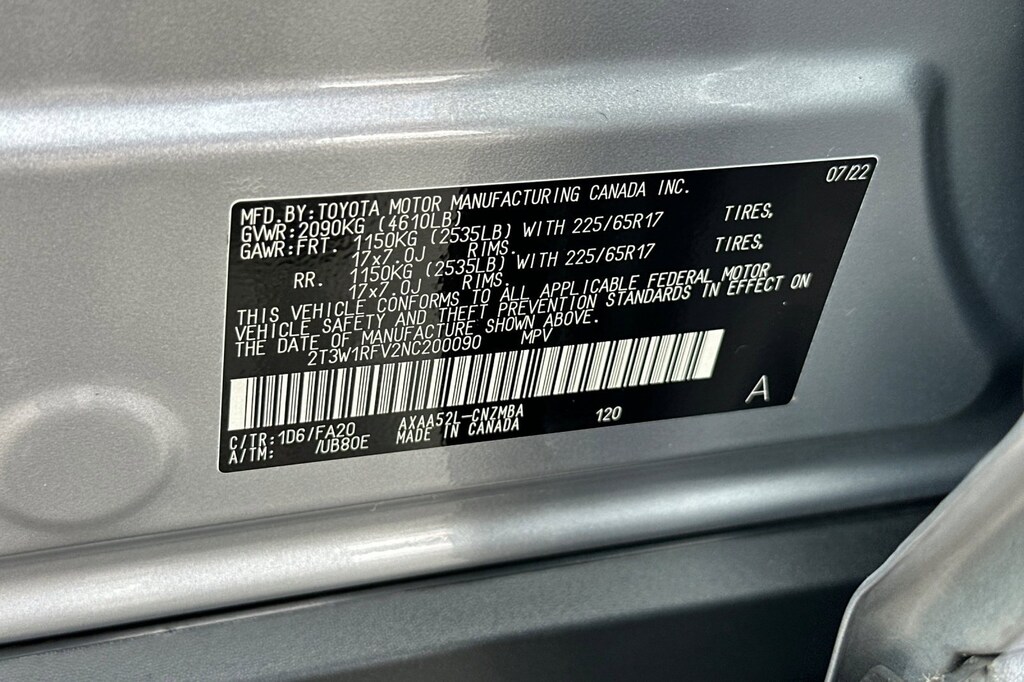 07/22
MFD.BY:TOYOTA MOTOR MANUFACTURING CANADA INC.
GVWR:2090KG (4610LB)
GAWR:FRT. 1150KG (2535LB) WITH 225/65R17 TIRES,
17x7.0J RIMS.
RR. 1150KG (2535LB) WITH 225/65R17 TIRES,
17x7.0J RIMS.
THIS VEHICLE CONFORMS TO ALL APPLICABLE FEDERAL MOTOR
VEHICLE SAFETY AND THEFT PREVENTION STANDARDS IN EFFECT ON
THE DATE OF MANUFACTURE SHOWN ABOVE.
2T3W1RFV2NC200090 MPV
C/TR:1D6/FA20 AXAA52L-CNZMBA 120 A
A/TM: /UB80E MADE IN CANADA